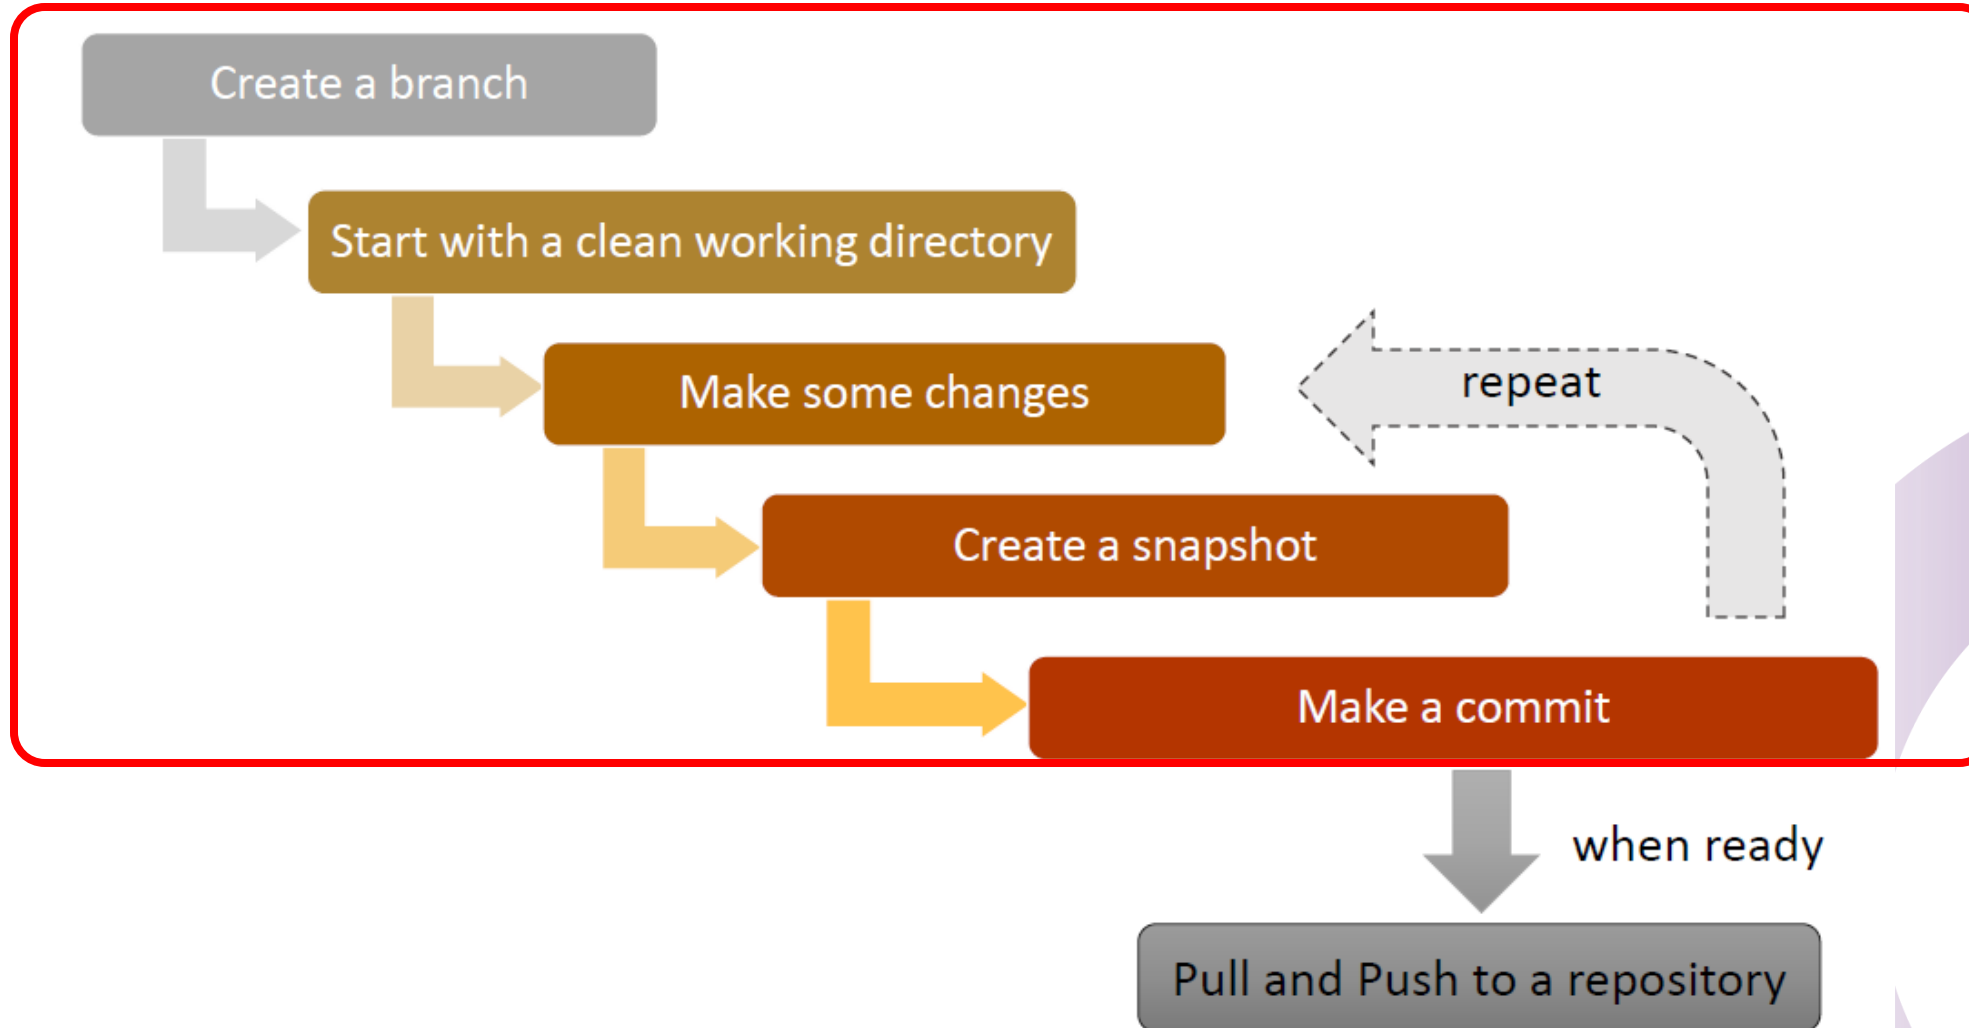 Create a branch
Start with a clean working directory
Make some changes
repeat
Create a snapshot
Make a commit
when ready
Pull and Push to a repository